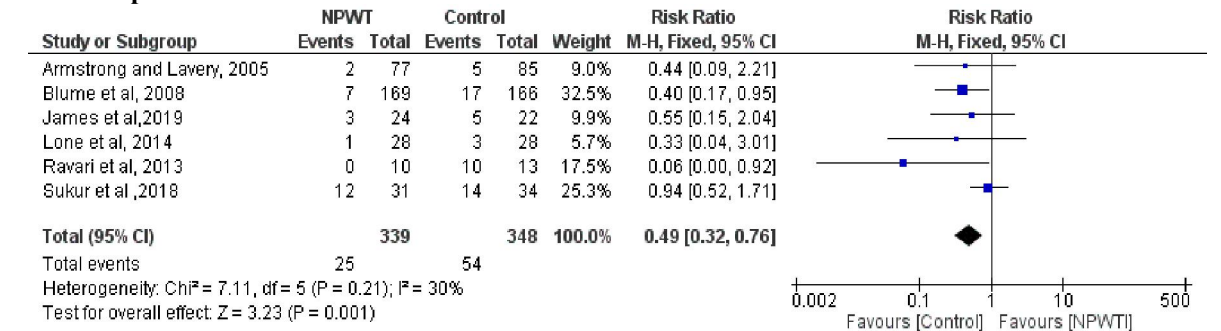 NPWT Control Risk Ratio Risk Ratio
Study or Subgroup Events Total Events Total Weight M-H, Fixed, 95% CI M-H, Fixed, 95% CI
Armstrong and Lavery, 2005 2 77 5 85 9.0% 0.44 [0.09, 2.21]
Blume et al, 2008 7 169 17 166 32.5% 0.40 [0.17, 0.95]
James et al,2019 3 24 5 22 9.9% 0.55 [0.15, 2.04]
Lone et al, 2014 1 28 3 28 5.7% 0.33 [0.04, 3.01]
Ravari et al, 2013 0 10 10 13 17.5% 0.06 [0.00, 0.92]
Sukur et al ,2018 12 31 14 34 25.3% 0.94 [0.52, 1.71]
Total (95% CI) 339 348 100.0% 0.49 [0.32, 0.76]
Total events 25 54
Heterogeneity: Chi² = 7.11, df = 5 (P = 0.21); I² = 30%
Test for overall effect: Z = 3.23 (P = 0.001)
0.002 0.1 1 10 500
Favours [Control] Favours [NPWTI]